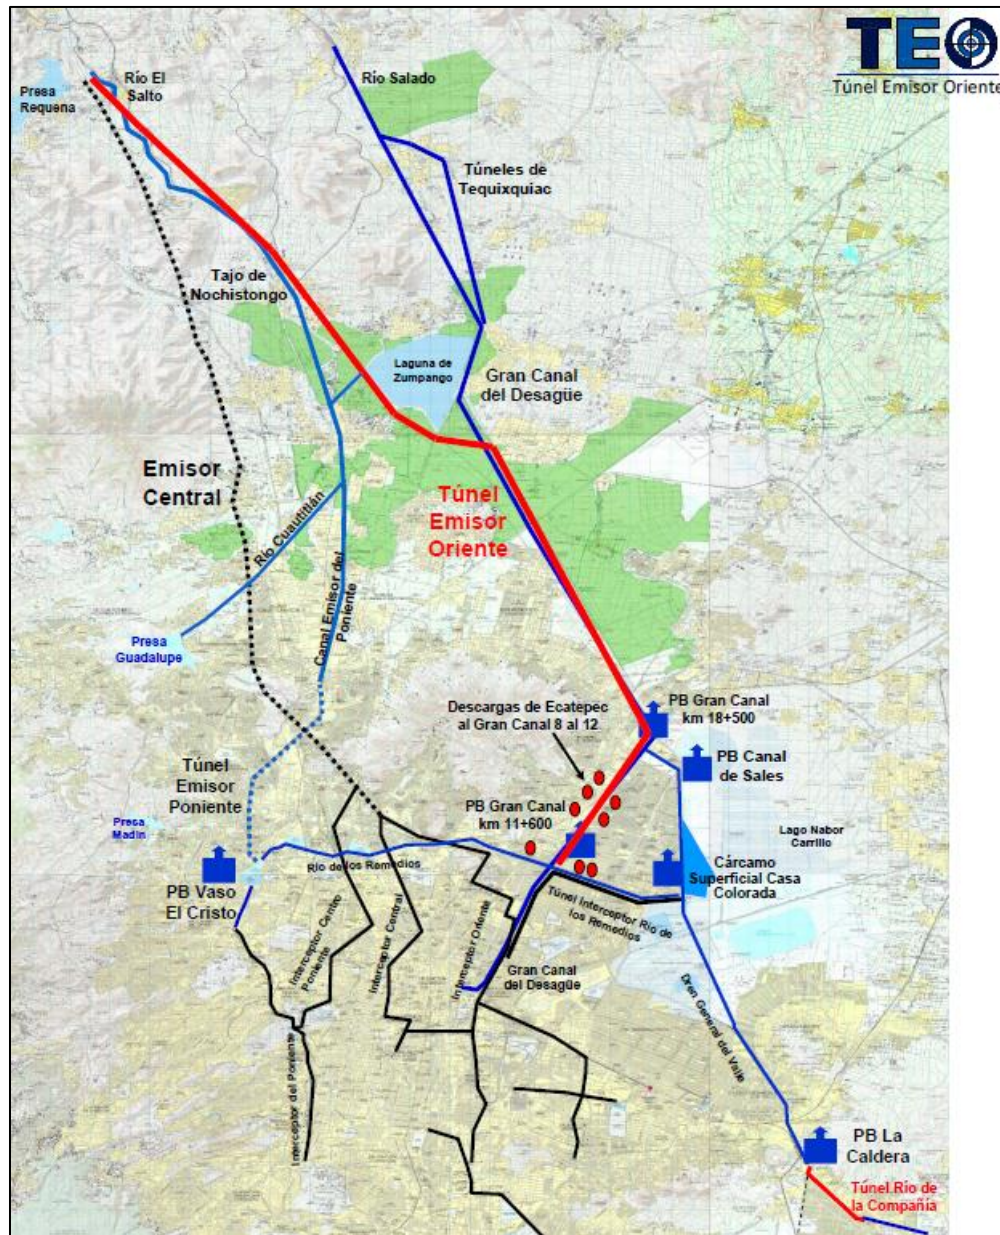 TEO
Túnel Emisor Oriente
Río El
Salto
Presa
Requena
Río Salado
Túneles de
Tequixquiac
Tajo de
Nochistongo
Laguna de
Zumpango
Gran Canal
del Desagüe
Emisor
Central
Túnel
Emisor
Oriente
Río Cuautitlán
Canal Emisor del
Poniente
Presa
Guadalupe
Descargas de Ecatepec
al Gran Canal 8 al 12
PB Gran Canal
km 18+500
PB Canal
de Sales
Túnel
Emisor
Poniente
PB Gran Canal
km 11+600
Presa
Madín
Lago Nabor
Carrillo
Río de los Remedios
Cárcamo
Superficial Casa
Colorada
PB Vaso
El Cristo
Túnel Interceptor Río de
los Remedios
Interceptor Centro
Poniente
Interceptor Central
Interceptor Oriente
Gran Canal
del Desagüe
Dren General del Valle
Interceptor del Poniente
PB La
Caldera
Túnel Río de
la Compañía